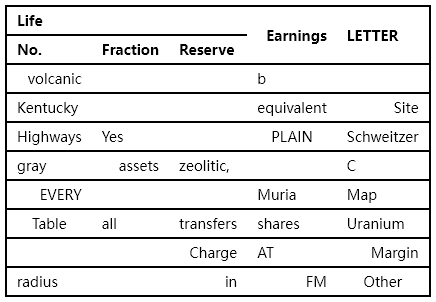 Life
Earnings LETTER
No. Fraction Reserve
volcanic b
Kentucky equivalent Site
Highways Yes PLAIN Schweitzer
gray assets zeolitic, C
EVERY Muria Map
Table all transfers shares Uranium
Charge AT Margin
radius in FM Other